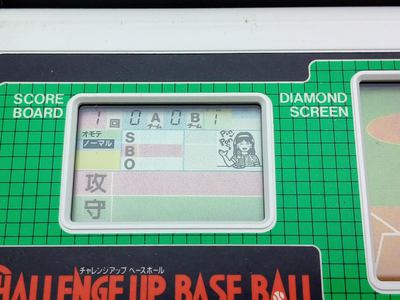 SCORE
BOARD
DIAMOND
SCREEN
1 回 0 A チーム 0 B チーム 1
オモテ
ノーマル
S
B
O
攻
守
チャレンジアップ ベースボール
CHALLENGE UP BASE BALL